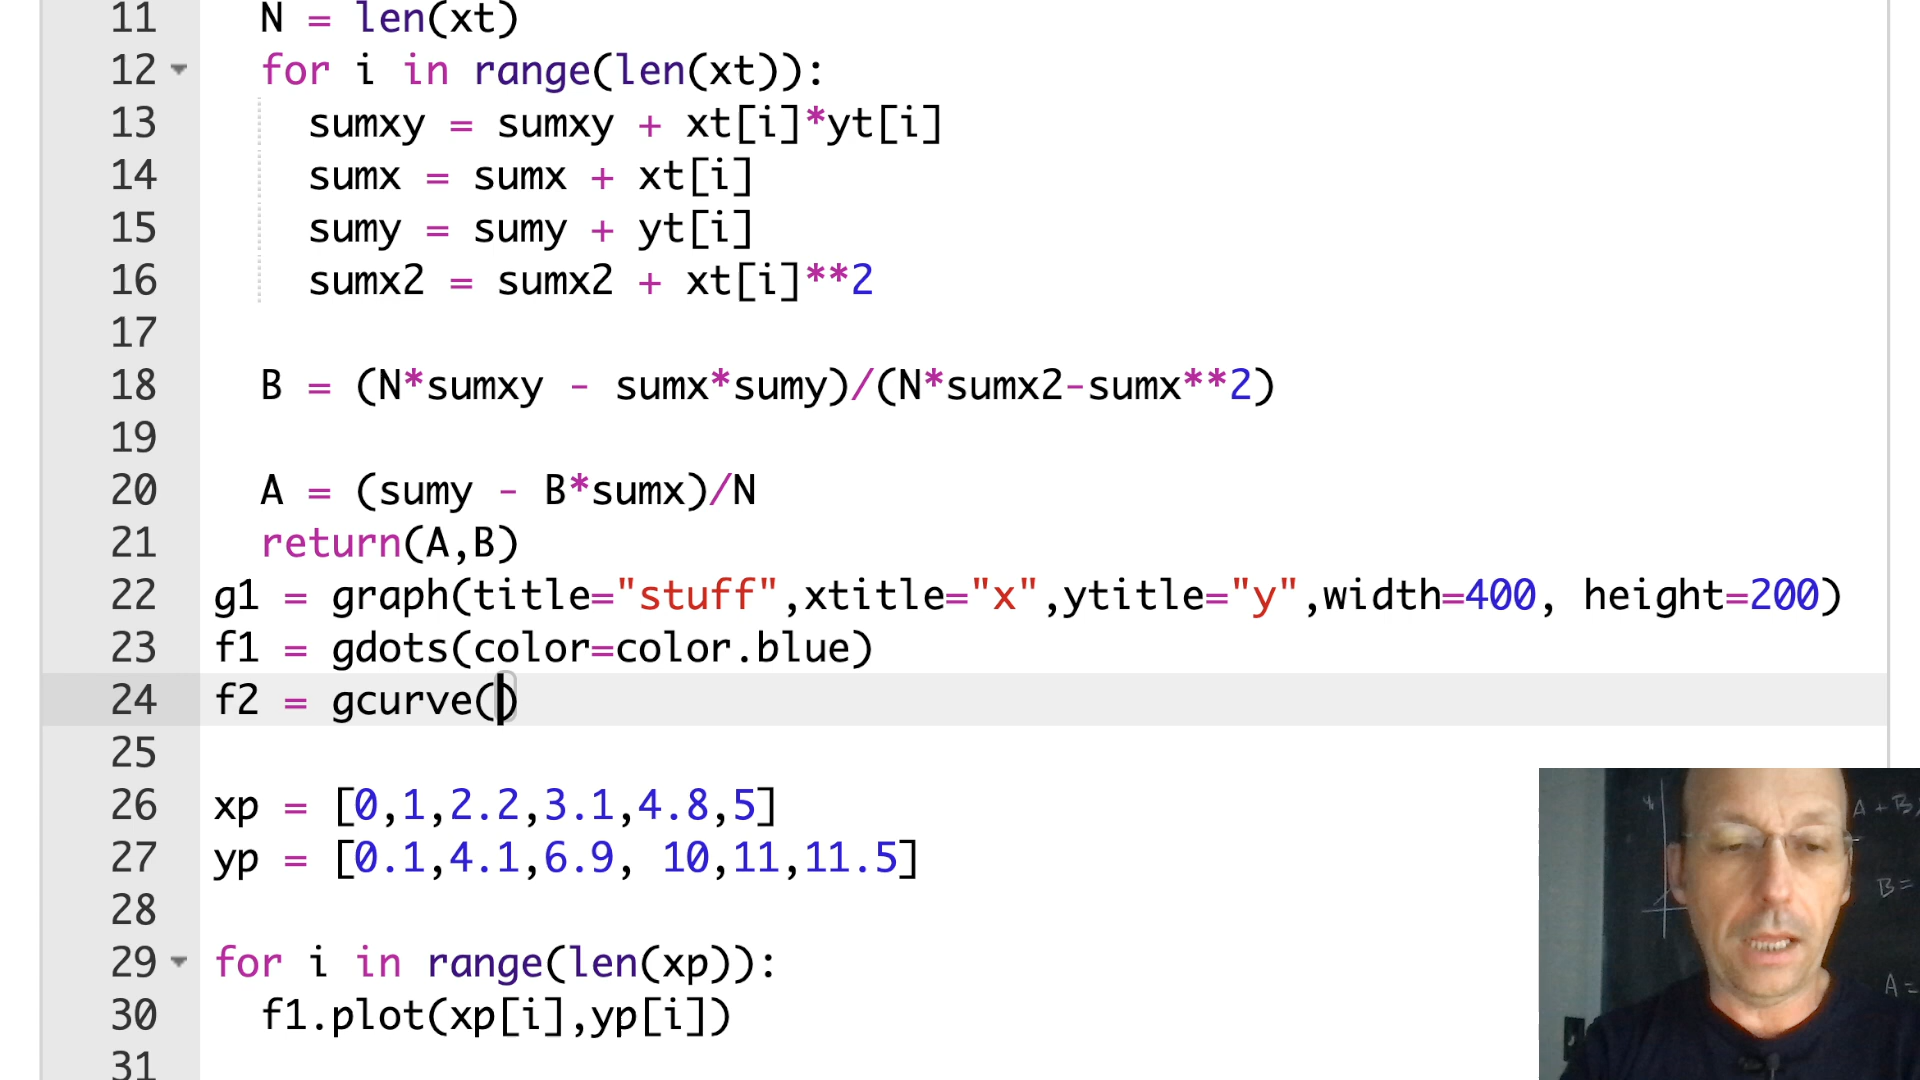 11 N = len(xt)
12 for i in range(len(xt)):
13 sumxy = sumxy + xt[i]*yt[i]
14 sumx = sumx + xt[i]
15 sumy = sumy + yt[i]
16 sumx2 = sumx2 + xt[i]**2
17
18 B = (N*sumxy - sumx*sumy)/(N*sumx2-sumx**2)
19
20 A = (sumy - B*sumx)/N
21 return(A,B)
22 g1 = graph(title="stuff",xtitle="x",ytitle="y",width=400, height=200)
23 f1 = gdots(color=color.blue)
24 f2 = gcurve()
25
26 xp = [0,1,2.2,3.1,4.8,5]
27 yp = [0.1,4.1,6.9, 10,11,11.5]
28
29 for i in range(len(xp)):
30 f1.plot(xp[i],yp[i])
31
A + B
B =
A =